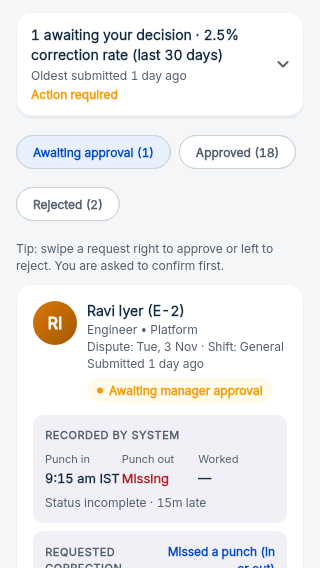 1 awaiting your decision · 2.5%
correction rate (last 30 days)
Oldest submitted 1 day ago
Action required
Awaiting approval (1)
Approved (18)
Rejected (2)
Tip: swipe a request right to approve or left to
reject. You are asked to confirm first.
RI
Ravi Iyer (E-2)
Engineer • Platform
Dispute: Tue, 3 Nov · Shift: General
Submitted 1 day ago
Awaiting manager approval
RECORDED BY SYSTEM
Punch in Punch out Worked
9:15 am IST Missing —
Status incomplete · 15m late
REQUESTED
CORRECTION
Missed a punch (in
or out)